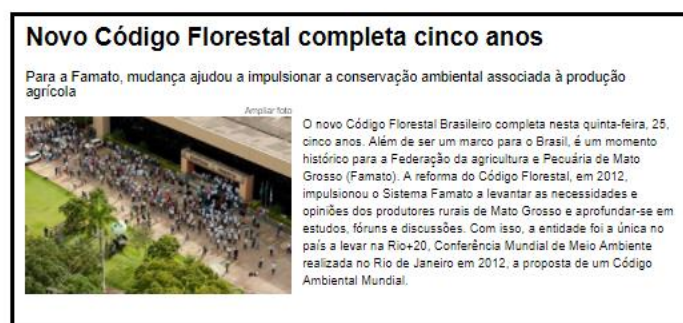 Novo Código Florestal completa cinco anos
Para a Famato, mudança ajudou a impulsionar a conservação ambiental associada à produção
agrícola
Ampliar foto
O novo Código Florestal Brasileiro completa nesta quinta-feira, 25,
cinco anos. Além de ser um marco para o Brasil, é um momento
histórico para a Federação da agricultura e Pecuária de Mato
Grosso (Famato). A reforma do Código Florestal, em 2012,
impulsionou o Sistema Famato a levantar as necessidades e
opiniões dos produtores rurais de Mato Grosso e aprofundar-se em
estudos, fóruns e discussões. Com isso, a entidade foi a única no
país a levar na Rio+20, Conferência Mundial de Meio Ambiente
realizada no Rio de Janeiro em 2012, a proposta de um Código
Ambiental Mundial.